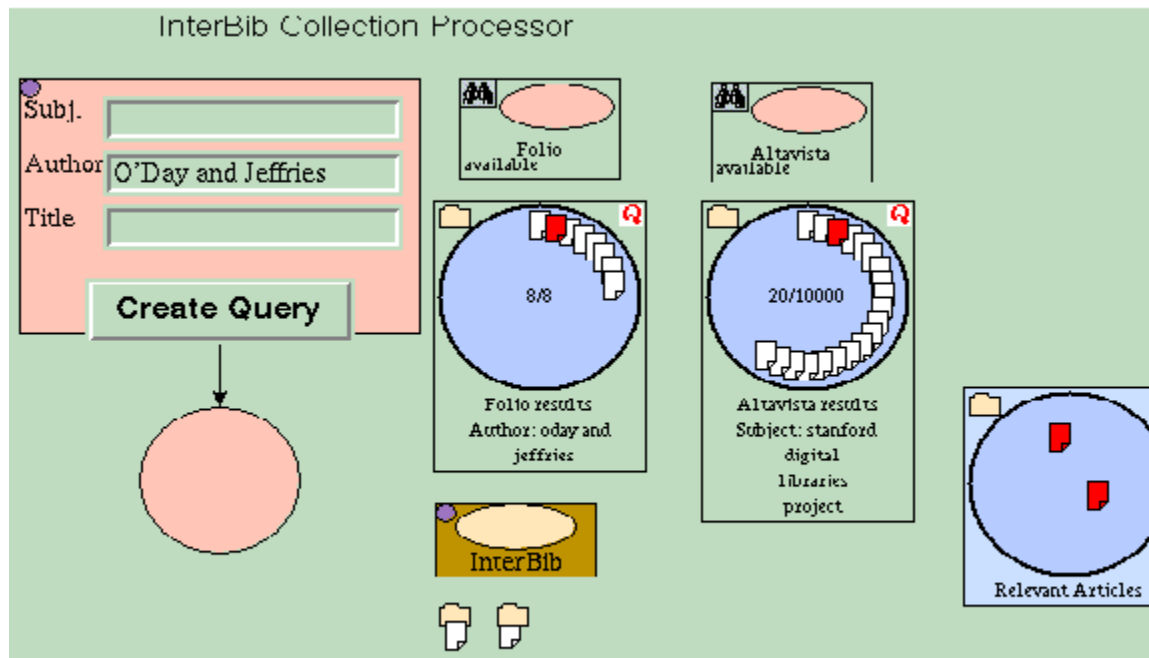 InterBib Collection Processor
Subj.
Author O'Day and Jeffries
Title
Create Query
Folio
available
Altavista
available
Q
8/8
Folio results
Author: oday and
jeffries
Q
20/10000
Altavista results
Subject: stanford
digital
libraries
project
InterBib
Relevant Articles